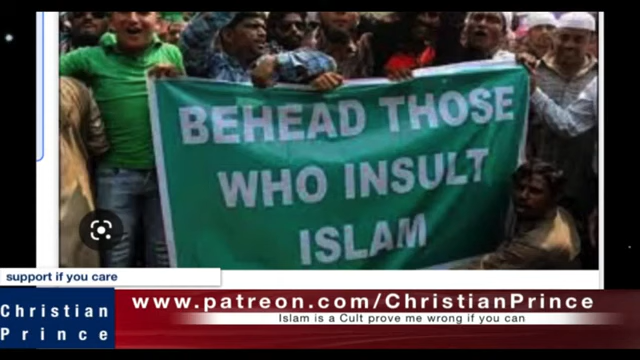 BEHEAD THOSE
WHO INSULT
ISLAM
support if you care
Christian
Prince
www.patreon.com/ChristianPrince
Islam is a Cult prove me wrong if you can